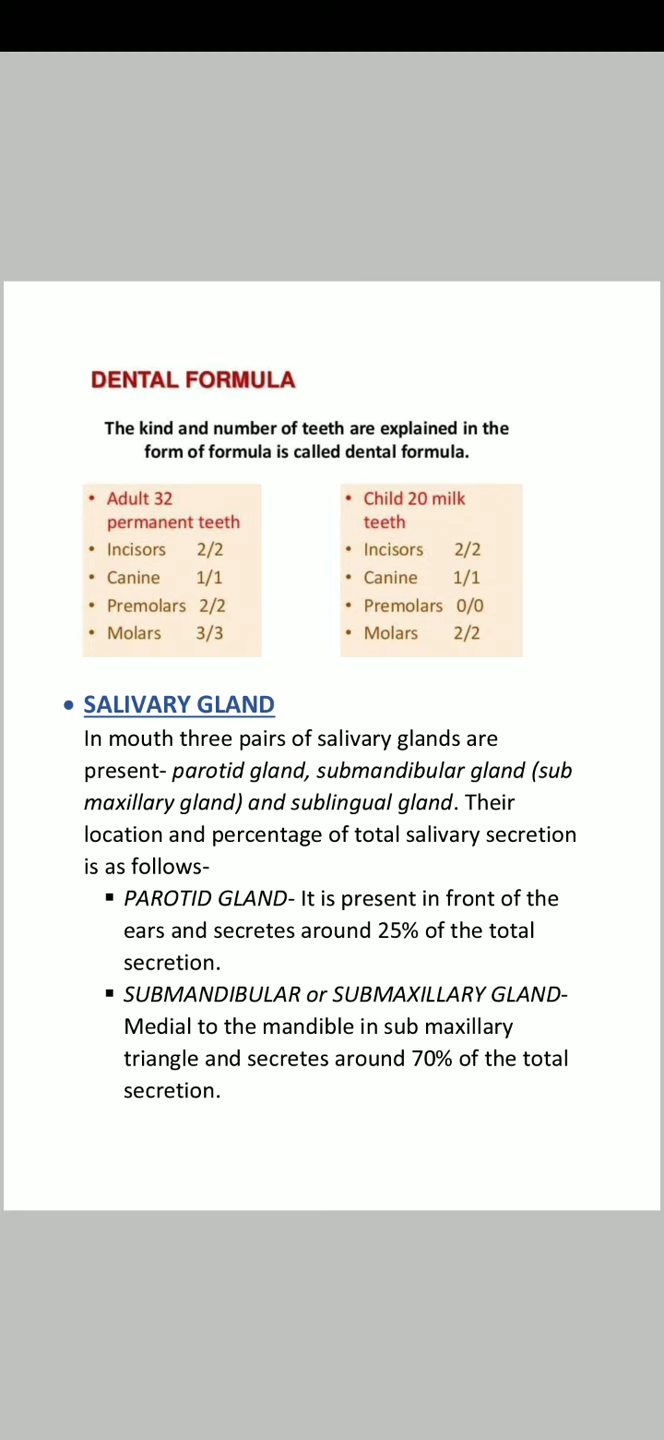 DENTAL FORMULA
The kind and number of teeth are explained in the
form of formula is called dental formula.
• Adult 32
permanent teeth
• Incisors 2/2
• Canine 1/1
• Premolars 2/2
• Molars 3/3
• Child 20 milk
teeth
• Incisors 2/2
• Canine 1/1
• Premolars 0/0
• Molars 2/2
• SALIVARY GLAND
In mouth three pairs of salivary glands are
present- parotid gland, submandibular gland (sub
maxillary gland) and sublingual gland. Their
location and percentage of total salivary secretion
is as follows-
▪ PAROTID GLAND- It is present in front of the
ears and secretes around 25% of the total
secretion.
▪ SUBMANDIBULAR or SUBMAXILLARY GLAND-
Medial to the mandible in sub maxillary
triangle and secretes around 70% of the total
secretion.